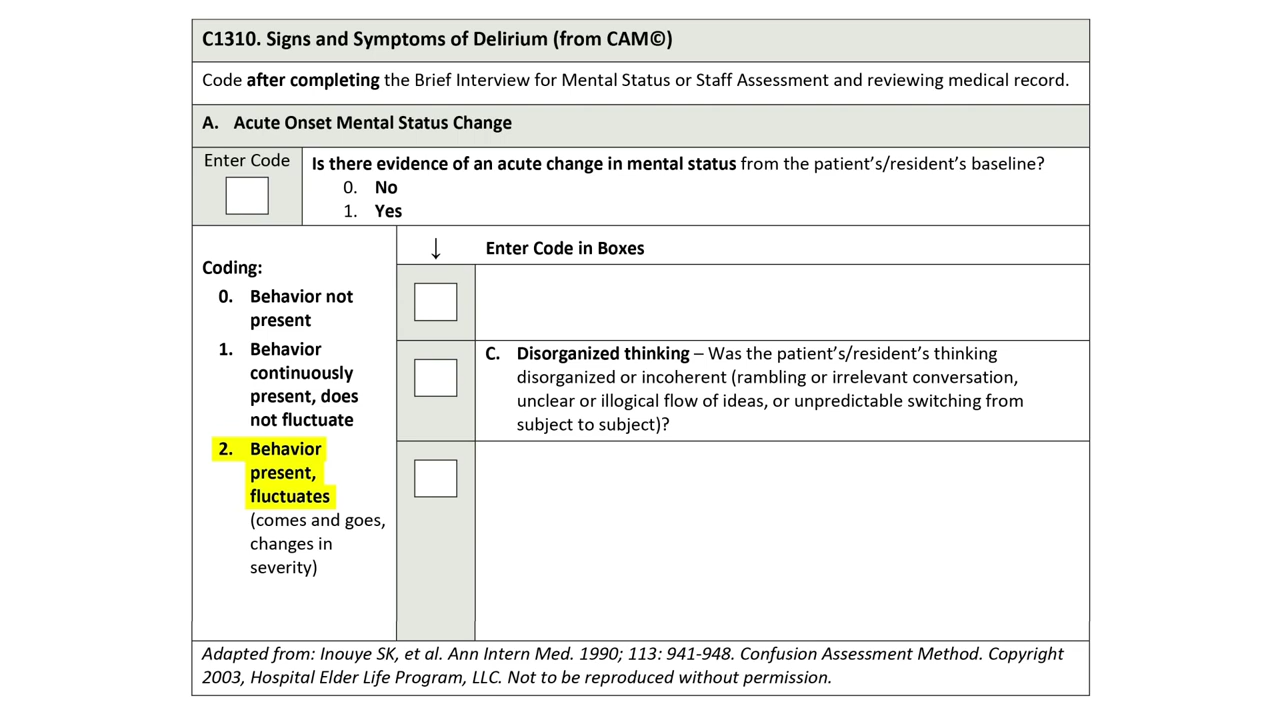 C1310. Signs and Symptoms of Delirium (from CAM©)
Code after completing the Brief Interview for Mental Status or Staff Assessment and reviewing medical record.
A. Acute Onset Mental Status Change
Enter Code
Is there evidence of an acute change in mental status from the patient’s/resident’s baseline?
0. No
1. Yes
Coding:
0. Behavior not
present
1. Behavior
continuously
present, does
not fluctuate
2. Behavior
present,
fluctuates
(comes and goes,
changes in
severity)
↓ Enter Code in Boxes
C. Disorganized thinking – Was the patient’s/resident’s thinking
disorganized or incoherent (rambling or irrelevant conversation,
unclear or illogical flow of ideas, or unpredictable switching from
subject to subject)?
Adapted from: Inouye SK, et al. Ann Intern Med. 1990; 113: 941-948. Confusion Assessment Method. Copyright
2003, Hospital Elder Life Program, LLC. Not to be reproduced without permission.